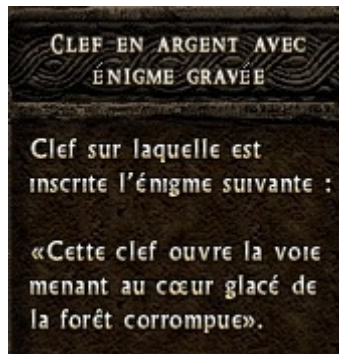 Clef en argent avec
énigme gravée
Clef sur laquelle est
inscrite l'énigme suivante :
«Cette clef ouvre la voie
menant au cœur glacé de
la forêt corrompue».